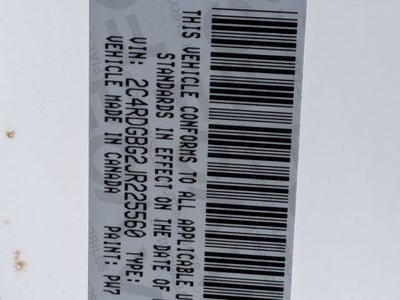 THIS VEHICLE CONFORMS TO ALL APPLICABLE U
STANDARDS IN EFFECT ON THE DATE OF
VIN: 2C4RDGBG2JR225560 TYPE:
VEHICLE MADE IN CANADA PAINT: PW7